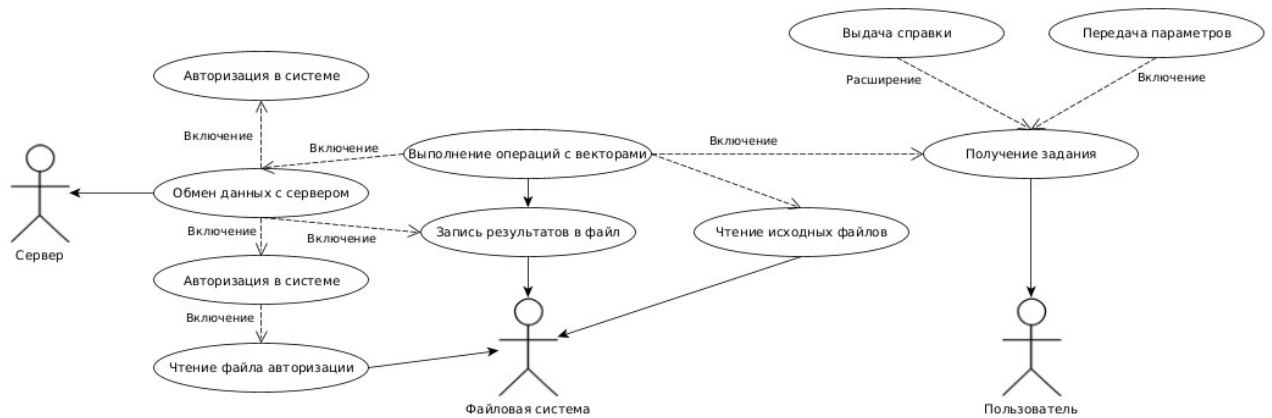 Выдача справки
Передача параметров
Авторизация в системе
Расширение
Включение
Включение
Включение
Выполнение операций с векторами
Включение
Получение задания
Обмен данных с сервером
Включение
Включение
Запись результатов в файл
Чтение исходных файлов
Сервер
Авторизация в системе
Включение
Чтение файла авторизации
Файловая система
Пользователь